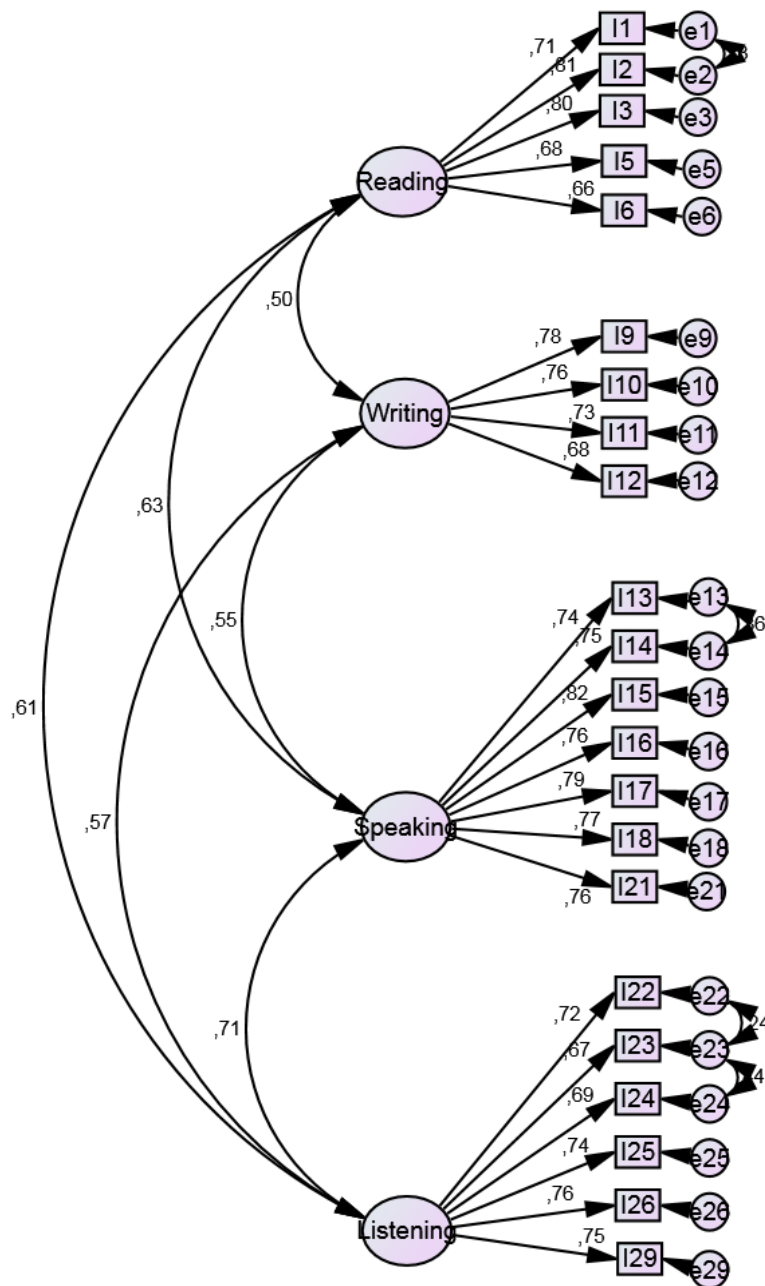 I1 e1
,71
,81 I2 e2
,80 I3 e3
,68 I5 e5
Reading
,66 I6 e6
,50
,78 I9 e9
,76 I10 e10
Writing
,73 I11 e11
,68 I12 e12
,63
,74 I13 e13
,55
,75 I14 e14
,82 I15 e15
,61
,76 I16 e16
,79 I17 e17
,57
Speaking
,77 I18 e18
,76 I21 e21
,72 I22 e22
,71
,67 I23 e23
,69 I24 e24
,74 I25 e25
,76 I26 e26
Listening
,75 I29 e29